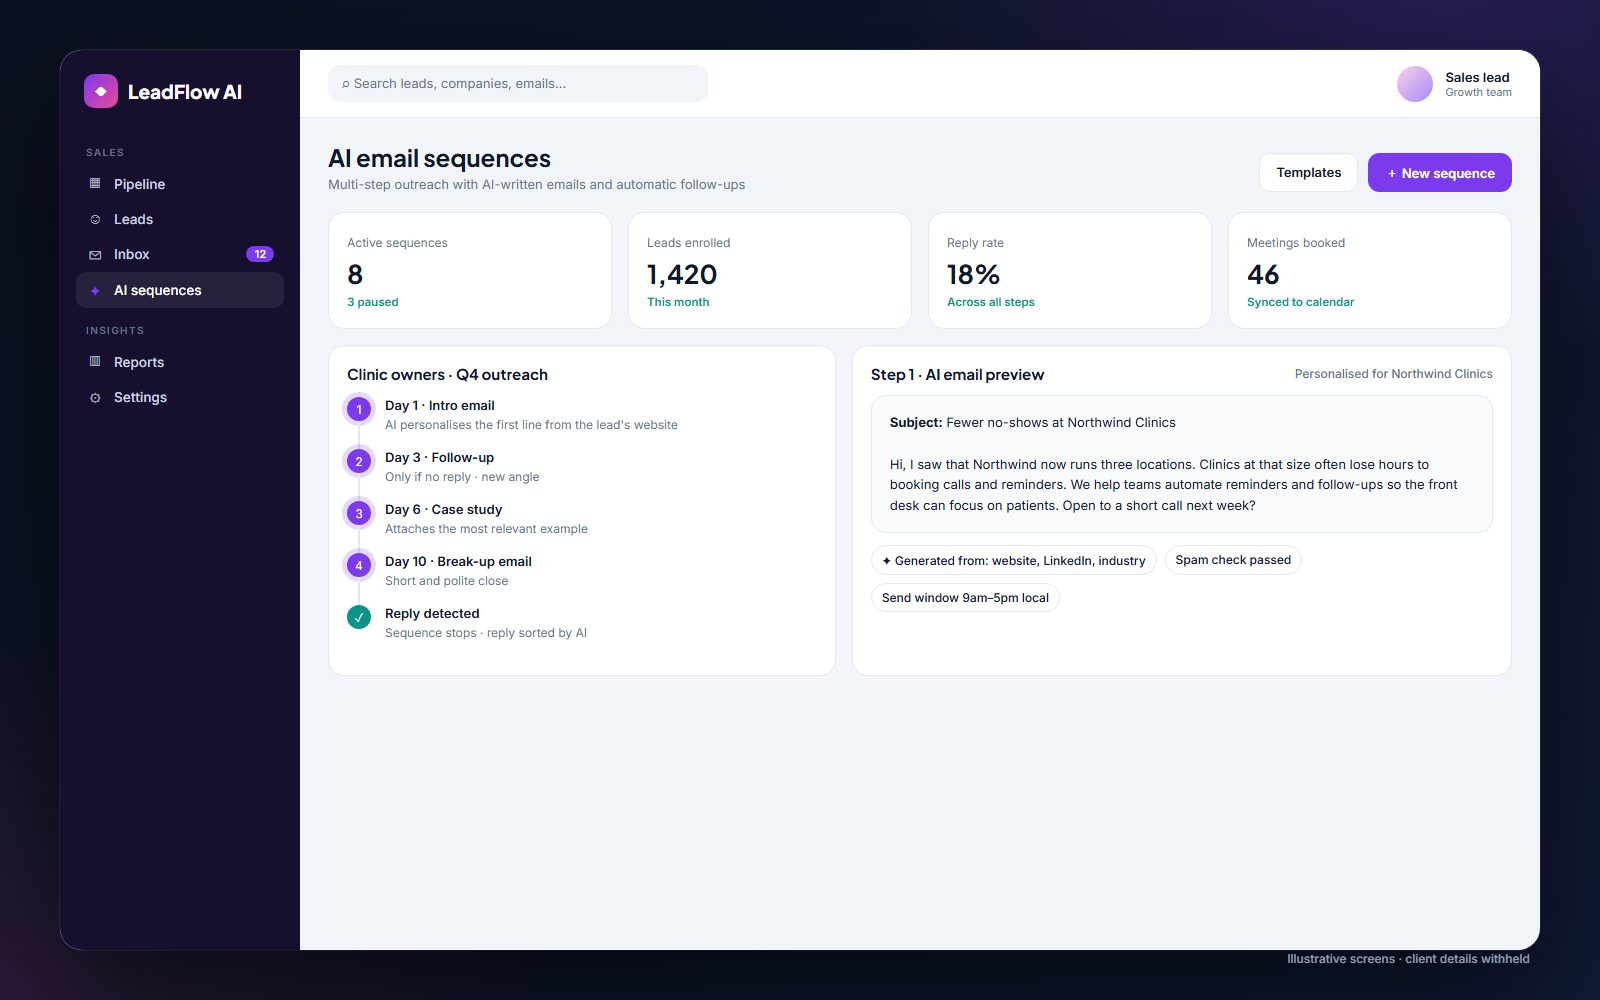 LeadFlow AI
SALES
Pipeline
Leads
Inbox 12
AI sequences
INSIGHTS
Reports
Settings
Search leads, companies, emails...
Sales lead
Growth team
AI email sequences
Multi-step outreach with AI-written emails and automatic follow-ups
Templates
+ New sequence
Active sequences
8
3 paused
Leads enrolled
1,420
This month
Reply rate
18%
Across all steps
Meetings booked
46
Synced to calendar
Clinic owners · Q4 outreach
1 Day 1 · Intro email
AI personalises the first line from the lead's website
2 Day 3 · Follow-up
Only if no reply · new angle
3 Day 6 · Case study
Attaches the most relevant example
4 Day 10 · Break-up email
Short and polite close
✓ Reply detected
Sequence stops · reply sorted by AI
Step 1 · AI email preview
Personalised for Northwind Clinics
Subject: Fewer no-shows at Northwind Clinics
Hi, I saw that Northwind now runs three locations. Clinics at that size often lose hours to
booking calls and reminders. We help teams automate reminders and follow-ups so the front
desk can focus on patients. Open to a short call next week?
✦ Generated from: website, LinkedIn, industry
Spam check passed
Send window 9am–5pm local
Illustrative screens · client details withheld